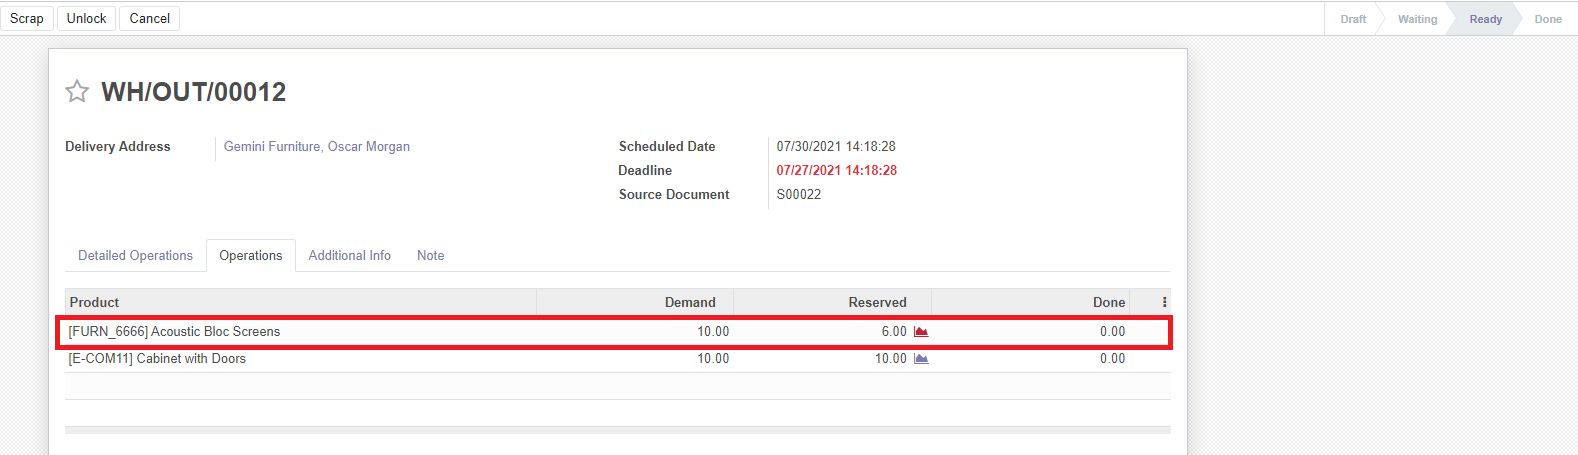 Scrap Unlock Cancel Draft Waiting Ready Done
WH/OUT/00012
Delivery Address Gemini Furniture, Oscar Morgan Scheduled Date 07/30/2021 14:18:28
Deadline 07/27/2021 14:18:28
Source Document S00022
Detailed Operations Operations Additional Info Note
Product Demand Reserved Done
[FURN_6666] Acoustic Bloc Screens 10.00 6.00 0.00
[E-COM11] Cabinet with Doors 10.00 10.00 0.00